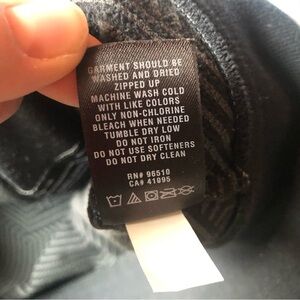 GARMENT SHOULD BE
WASHED AND DRIED
ZIPPED UP
MACHINE WASH COLD
WITH LIKE COLORS
ONLY NON-CHLORINE
BLEACH WHEN NEEDED
TUMBLE DRY LOW
DO NOT IRON
DO NOT USE SOFTENERS
DO NOT DRY CLEAN
RN# 96510
CA# 41995